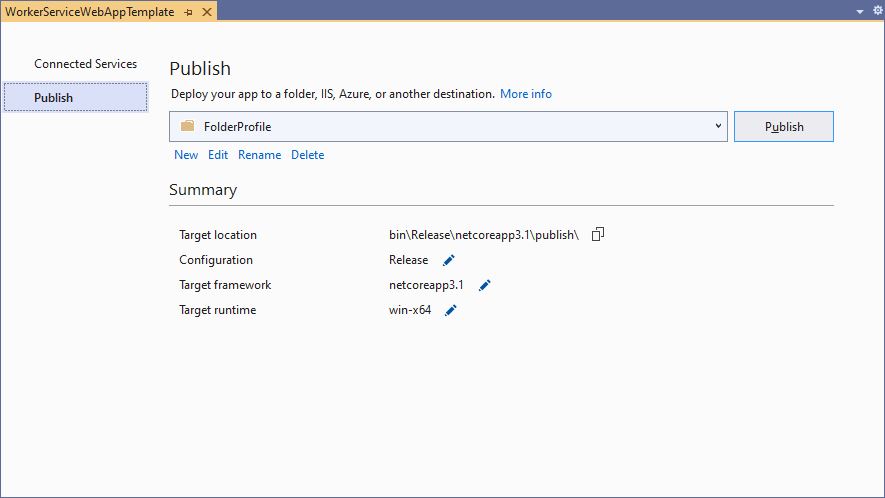 WorkerServiceWebAppTemplate
Connected Services
Publish
Publish
Deploy your app to a folder, IIS, Azure, or another destination. More info
FolderProfile
Publish
New Edit Rename Delete
Summary
Target location bin\Release\netcoreapp3.1\publish\
Configuration Release
Target framework netcoreapp3.1
Target runtime win-x64